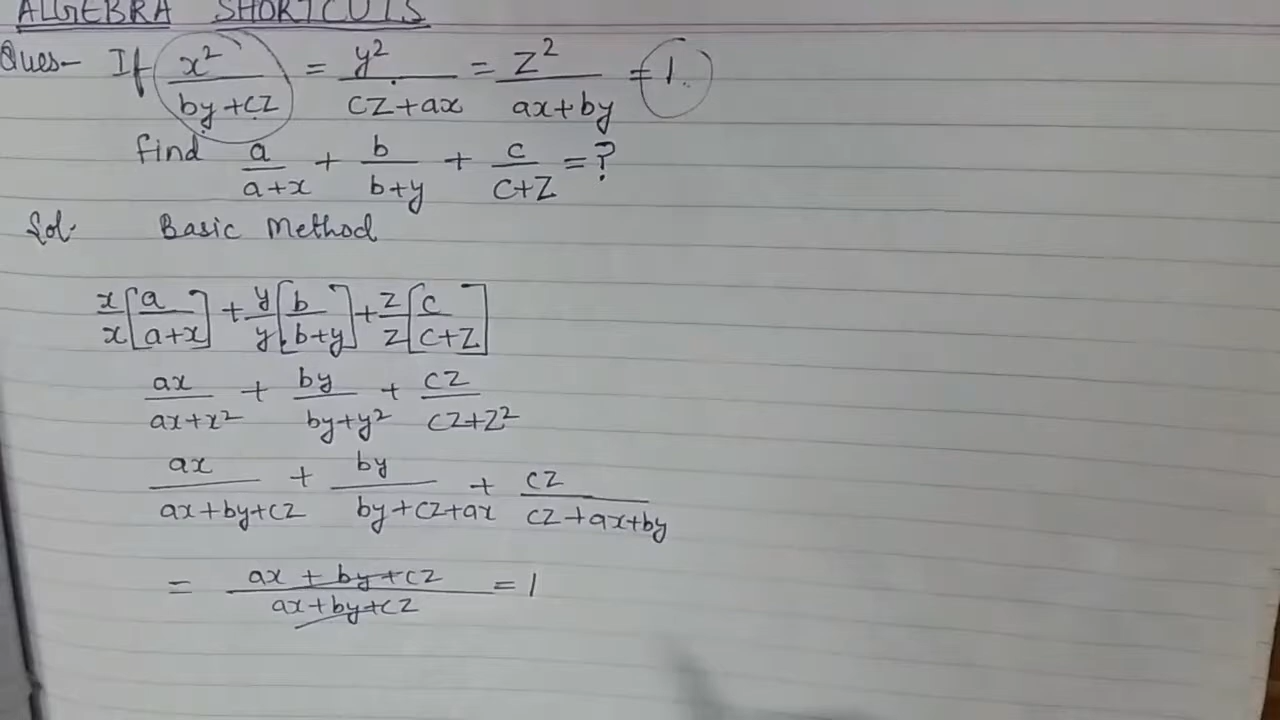 ALGEBRA SHORTCUTS
Ques- If x²/(by+cz) = y²/(cz+ax) = z²/(ax+by) = 1.
find a/(a+x) + b/(b+y) + c/(c+z) = ?
Sol. Basic Method
x/x[a/(a+x)] + y/y[b/(b+y)] + z/z[c/(c+z)]
ax/(ax+x²) + by/(by+y²) + cz/(cz+z²)
ax/(ax+by+cz) + by/(by+cz+ax) + cz/(cz+ax+by)
= (ax+by+cz)/(ax+by+cz) = 1